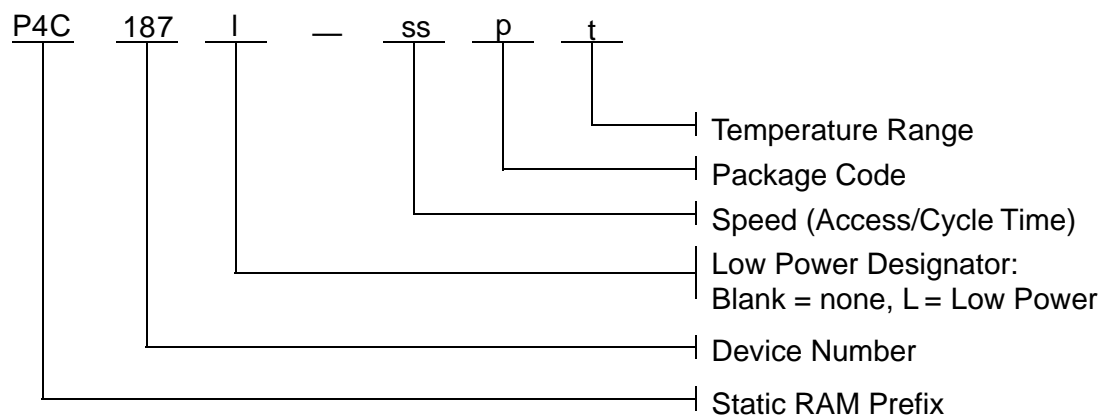 P4C 187 l — ss p t
Temperature Range
Package Code
Speed (Access/Cycle Time)
Low Power Designator:
Blank = none, L = Low Power
Device Number
Static RAM Prefix